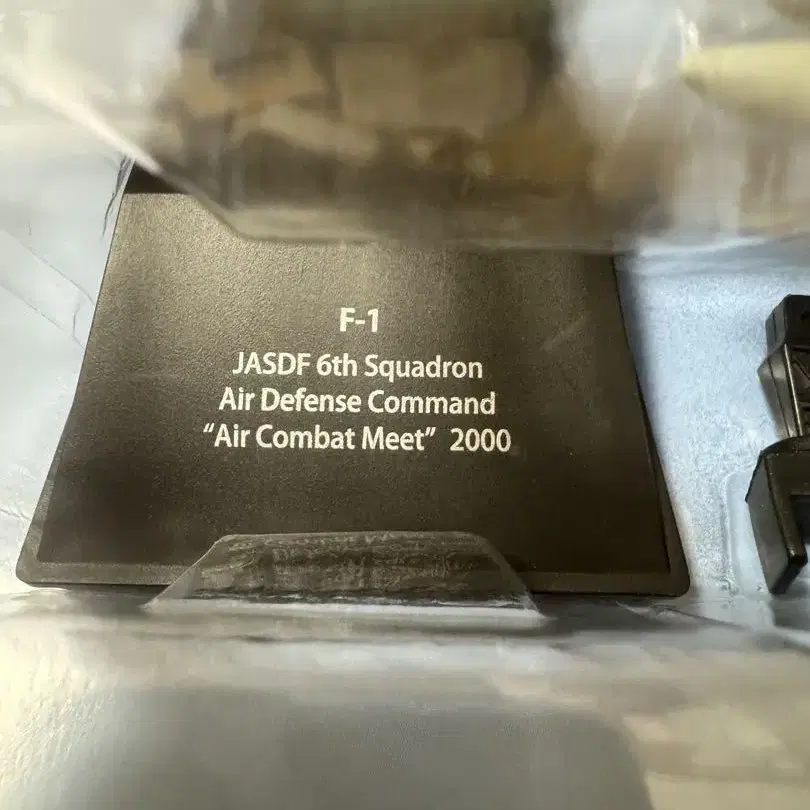 F-1
JASDF 6th Squadron
Air Defense Command
“Air Combat Meet” 2000